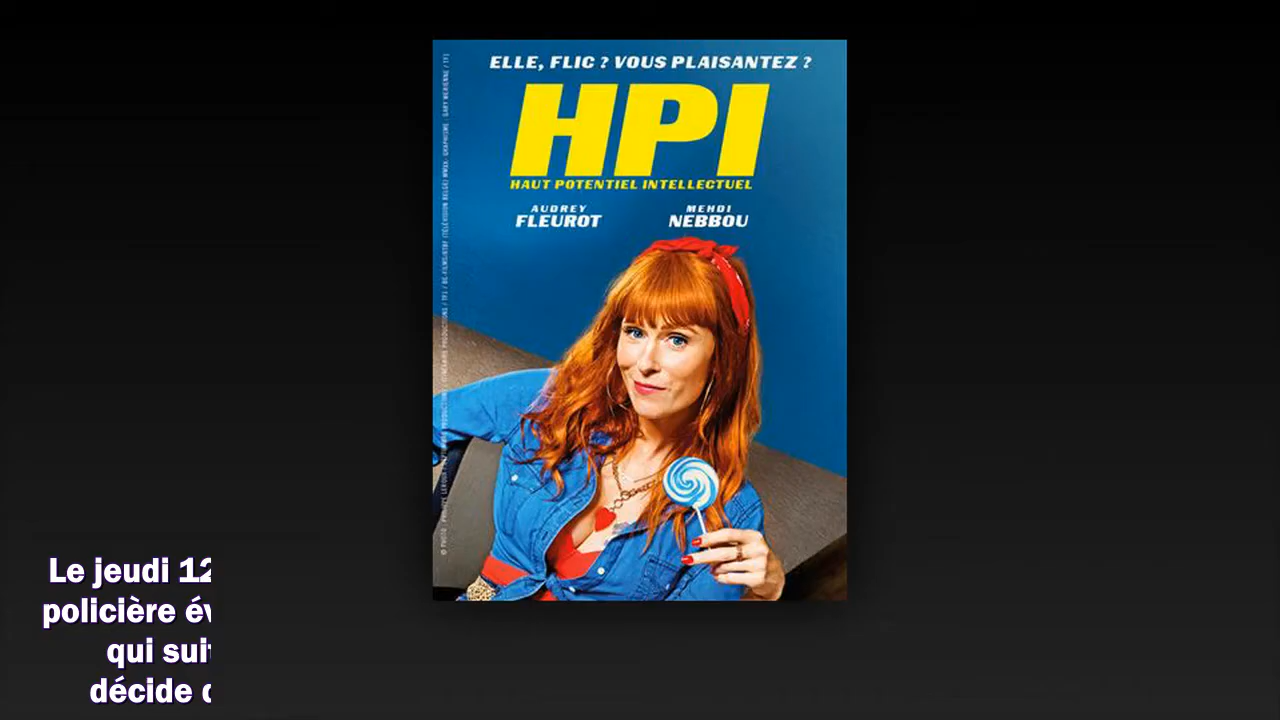 ELLE, FLIC ? VOUS PLAISANTEZ ?
HPI
HAUT POTENTIEL INTELLECTUEL
AUDREY
FLEUROT
MEHDI
NEBBOU
Le jeudi 12
policière év
qui sui
décide